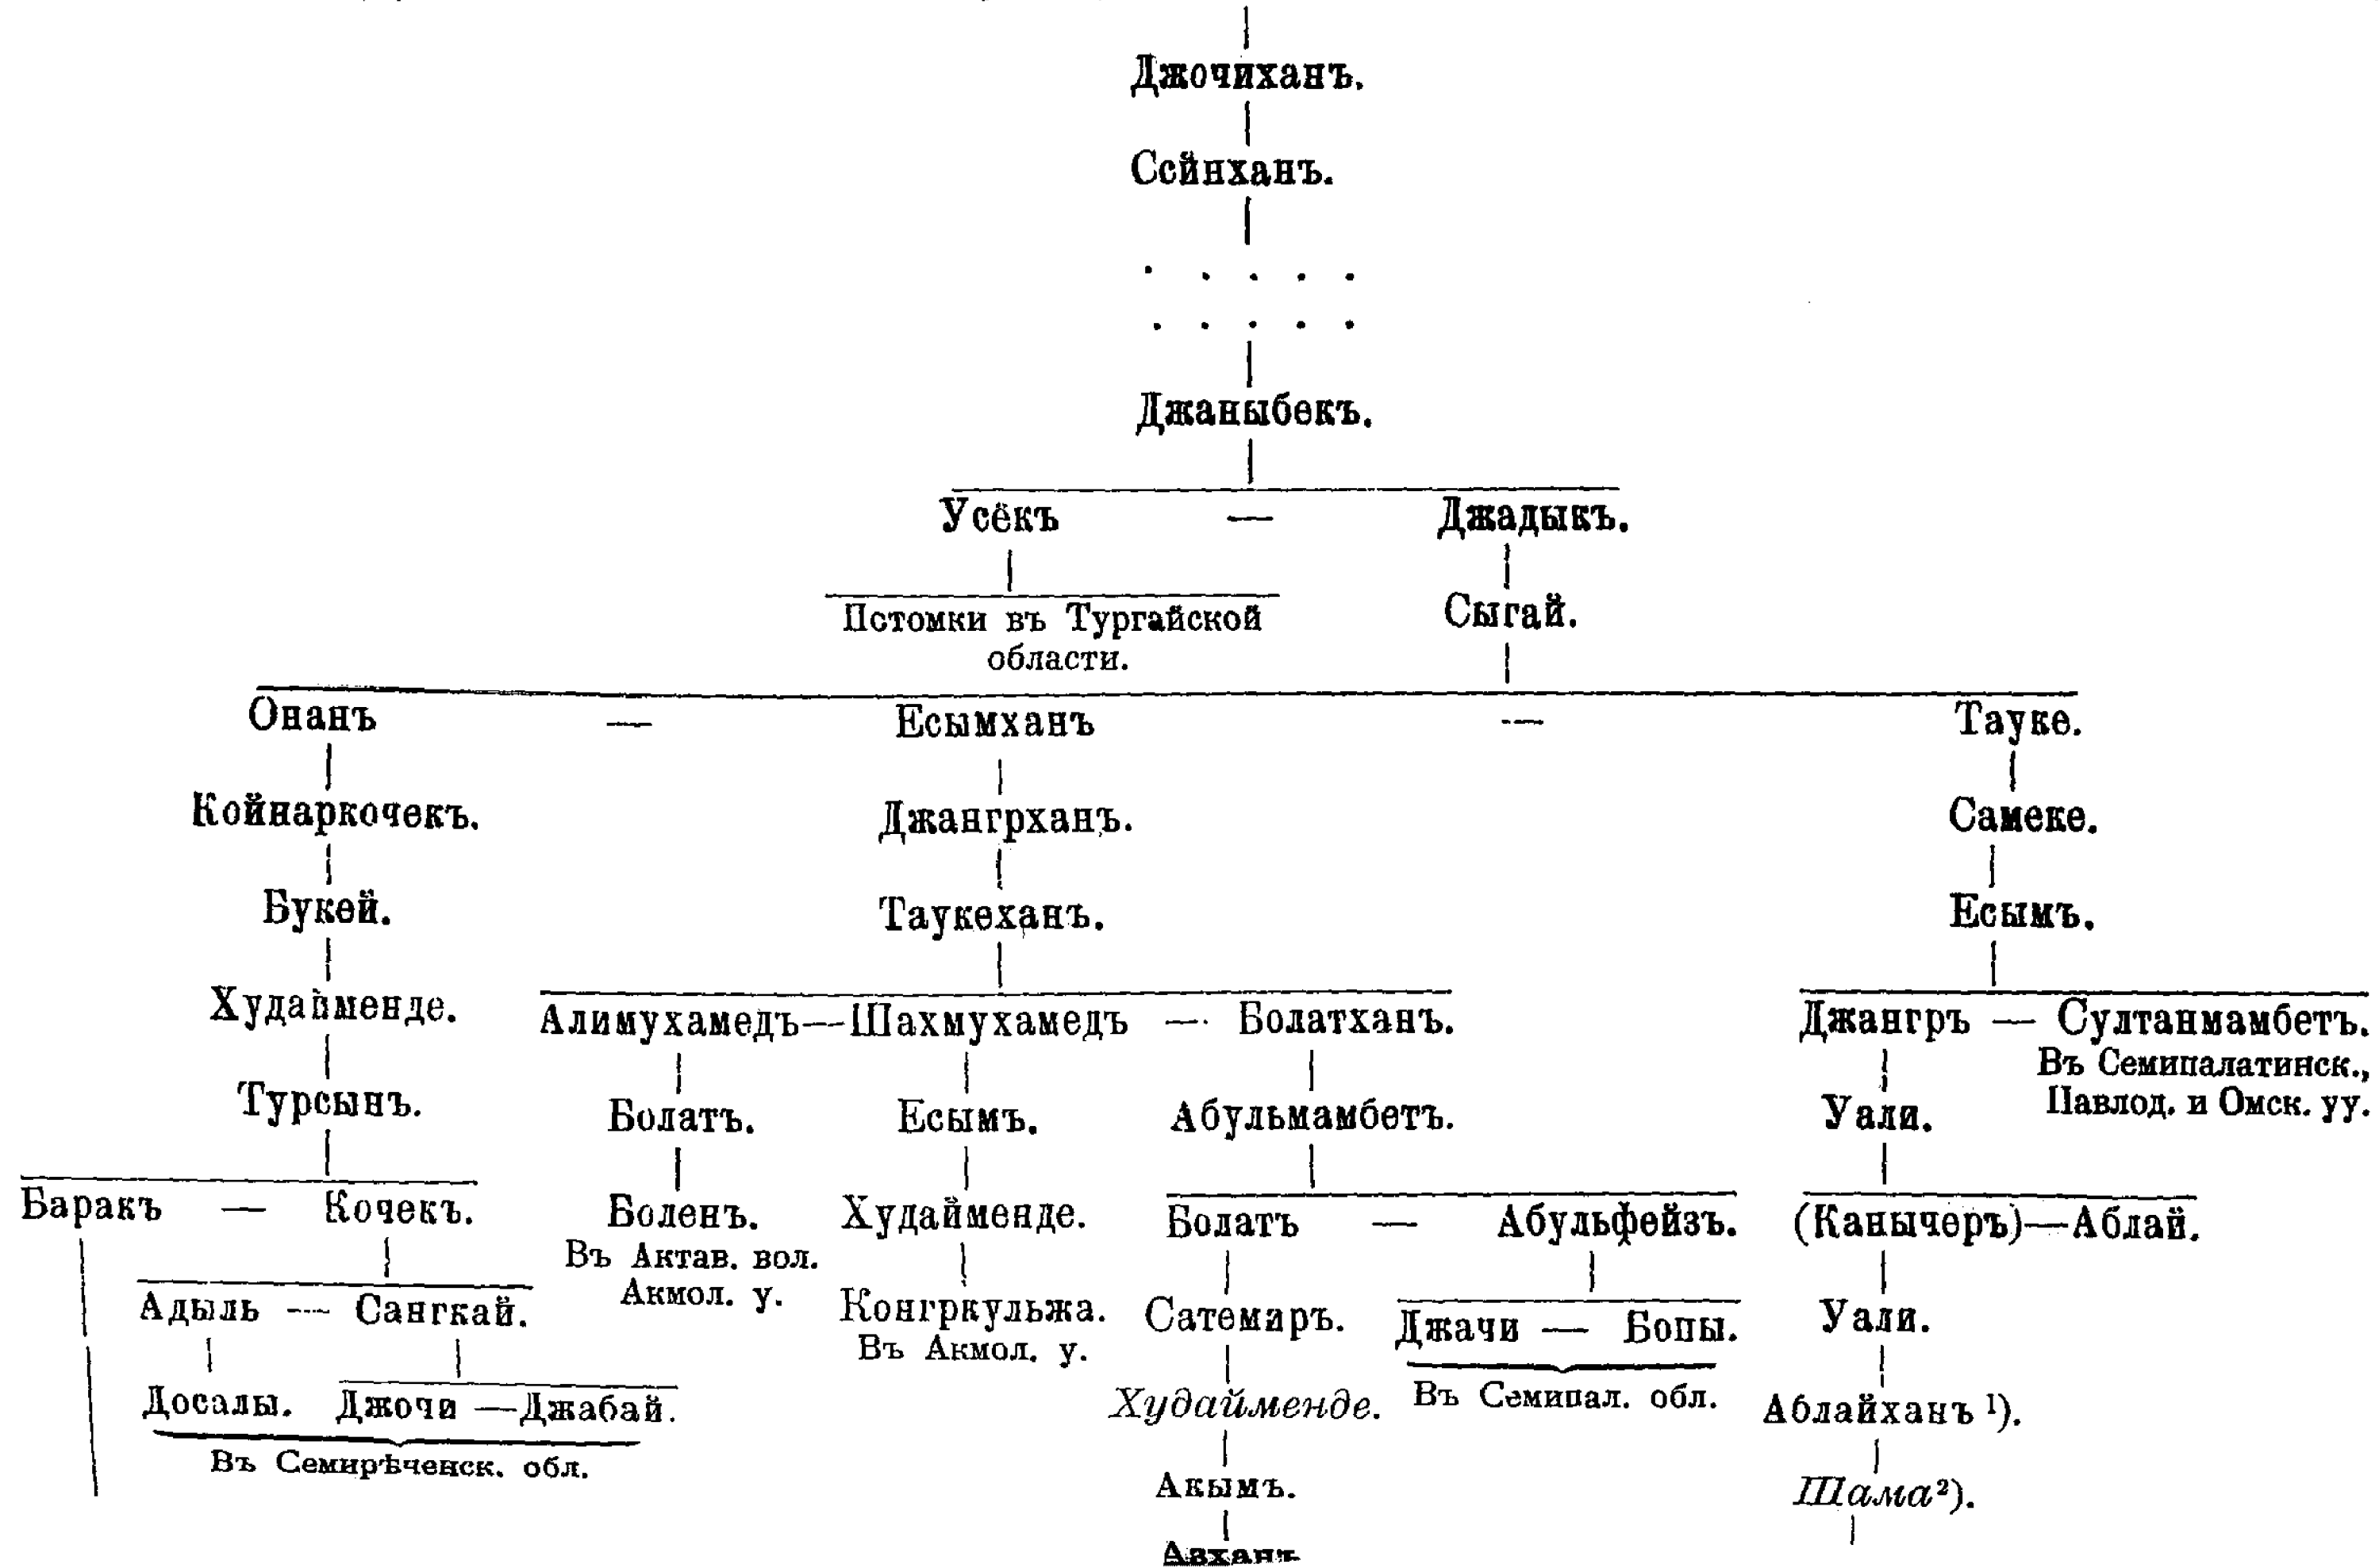 Джочиханъ.
Ссйнханъ.
. . . . .
. . . . .
Джаныбекъ.
Усёкъ — Джадыкъ.
Потомки въ Тургайской
области.
Сыгай.
Онанъ — Есымханъ — Тауке.
Койнаркочекъ. Джангрханъ. Самеке.
Букей. Таукеханъ. Есымъ.
Худайменде. Алимухамедъ—Шахмухамедъ — Болатханъ. Джангръ — Султанмамбетъ.
Въ Семипалатинск.,
Павлод. и Омск. уу.
Турсынъ. Болатъ. Есымъ. Абульмамбетъ. Уали.
Баракъ — Кочекъ. Боленъ. Худайменде. Болатъ — Абульфейзъ. (Канычеръ)—Аблай.
Въ Актав. вол.
Акмол. у.
Адыль — Сангкай. Конгркульжа. Сатемиръ. Джачи — Бопы. Уали.
Въ Акмол. у.
Досалы. Джочи —Джабай. Худайменде. Въ Семипал. обл. Аблайханъ ¹).
Въ Семирѣченск. обл.
Акымъ. Шама²).
Азханъ